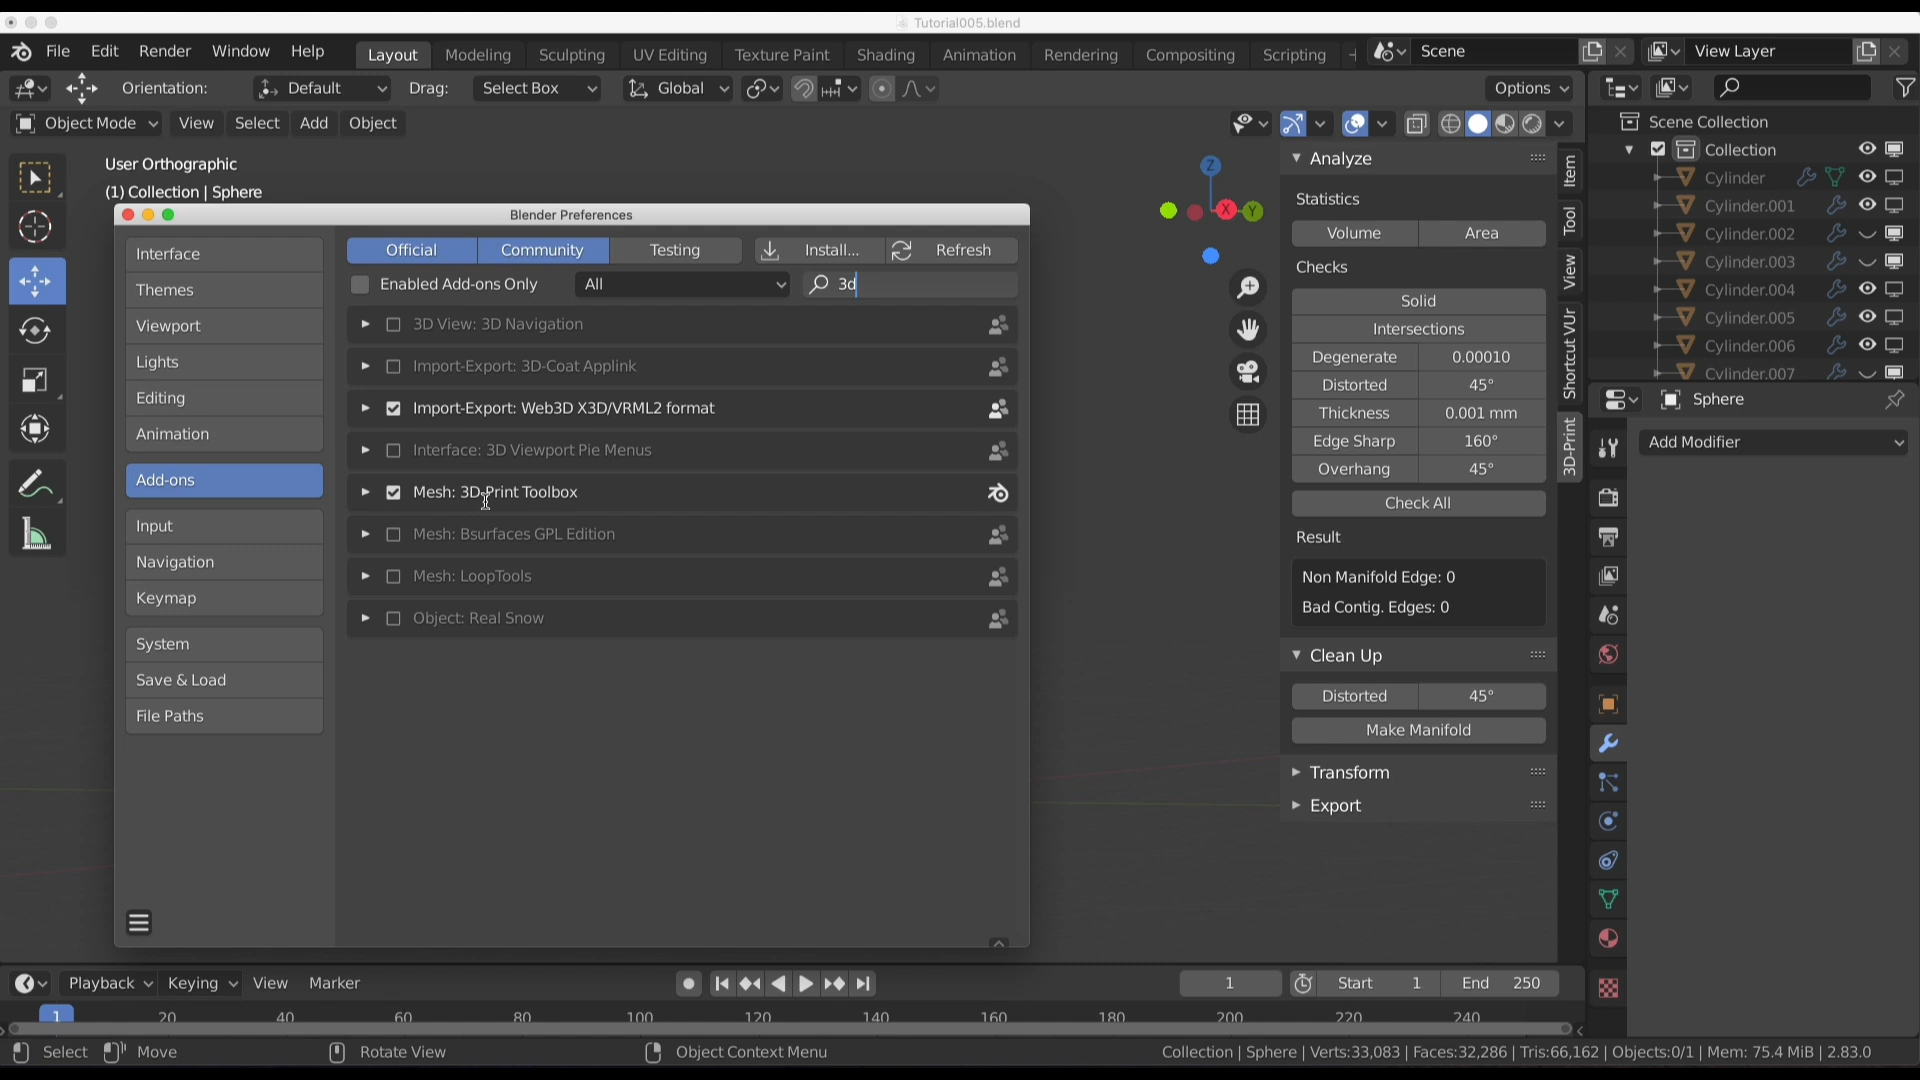 Tutorial005.blend
File Edit Render Window Help Layout Modeling Sculpting UV Editing Texture Paint Shading Animation Rendering Compositing Scripting Scene View Layer
Orientation: Default Drag: Select Box Global Options
Object Mode View Select Add Object
User Orthographic
(1) Collection | Sphere
Blender Preferences
Interface
Themes
Viewport
Lights
Editing
Animation
Add-ons
Input
Navigation
Keymap
System
Save & Load
File Paths
Official Community Testing Install... Refresh
Enabled Add-ons Only All 3d
3D View: 3D Navigation
Import-Export: 3D-Coat Applink
Import-Export: Web3D X3D/VRML2 format
Interface: 3D Viewport Pie Menus
Mesh: 3D-Print Toolbox
Mesh: Bsurfaces GPL Edition
Mesh: LoopTools
Object: Real Snow
Z
X
Y
Analyze
Statistics
Volume Area
Checks
Solid
Intersections
Degenerate 0.00010
Distorted 45°
Thickness 0.001 mm
Edge Sharp 160°
Overhang 45°
Check All
Result
Non Manifold Edge: 0
Bad Contig. Edges: 0
Clean Up
Distorted 45°
Make Manifold
Transform
Export
Item
Tool
View
Shortcut VUr
3D-Print
Scene Collection
Collection
Cylinder
Cylinder.001
Cylinder.002
Cylinder.003
Cylinder.004
Cylinder.005
Cylinder.006
Cylinder.007
Sphere
Add Modifier
Playback Keying View Marker 1 Start 1 End 250
1 20 40 60 80 100 120 140 160 180 200 220 240
Select Move Rotate View Object Context Menu Collection | Sphere | Verts:33,083 | Faces:32,286 | Tris:66,162 | Objects:0/1 | Mem: 75.4 MiB | 2.83.0